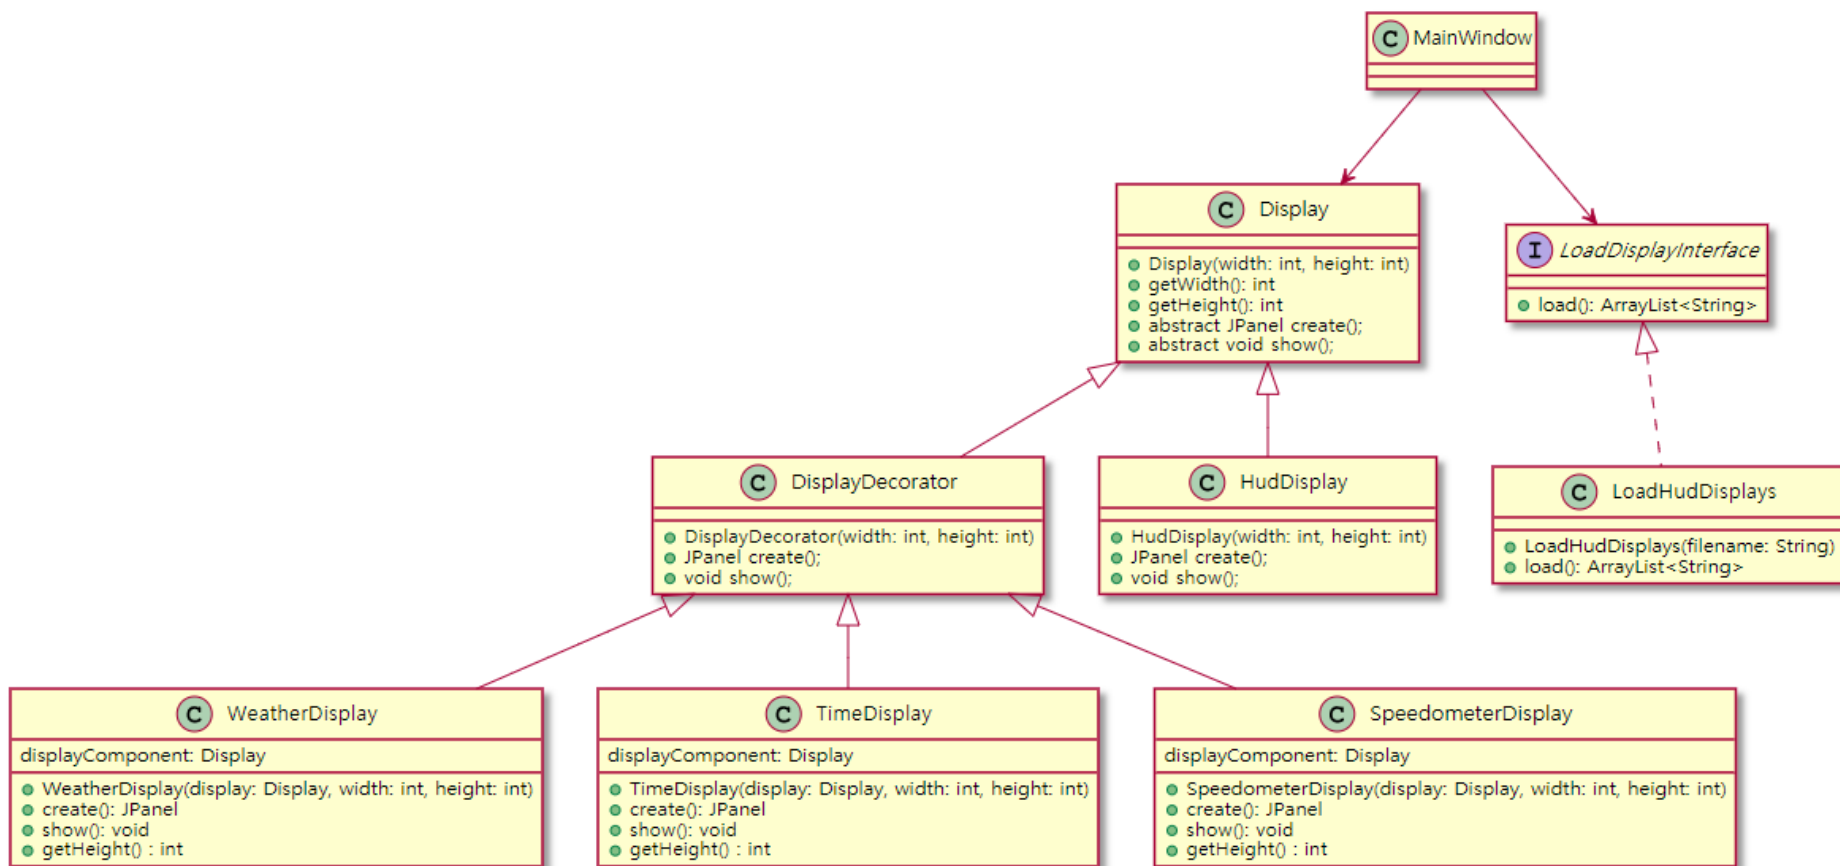 C MainWindow
C Display
Display(width: int, height: int)
getWidth(): int
getHeight(): int
abstract JPanel create();
abstract void show();
I LoadDisplayInterface
load(): ArrayList<String>
C DisplayDecorator
DisplayDecorator(width: int, height: int)
JPanel create();
void show();
C HudDisplay
HudDisplay(width: int, height: int)
JPanel create();
void show();
C LoadHudDisplays
LoadHudDisplays(filename: String)
load(): ArrayList<String>
C WeatherDisplay
displayComponent: Display
WeatherDisplay(display: Display, width: int, height: int)
create(): JPanel
show(): void
getHeight() : int
C TimeDisplay
displayComponent: Display
TimeDisplay(display: Display, width: int, height: int)
create(): JPanel
show(): void
getHeight() : int
C SpeedometerDisplay
displayComponent: Display
SpeedometerDisplay(display: Display, width: int, height: int)
create(): JPanel
show(): void
getHeight() : int